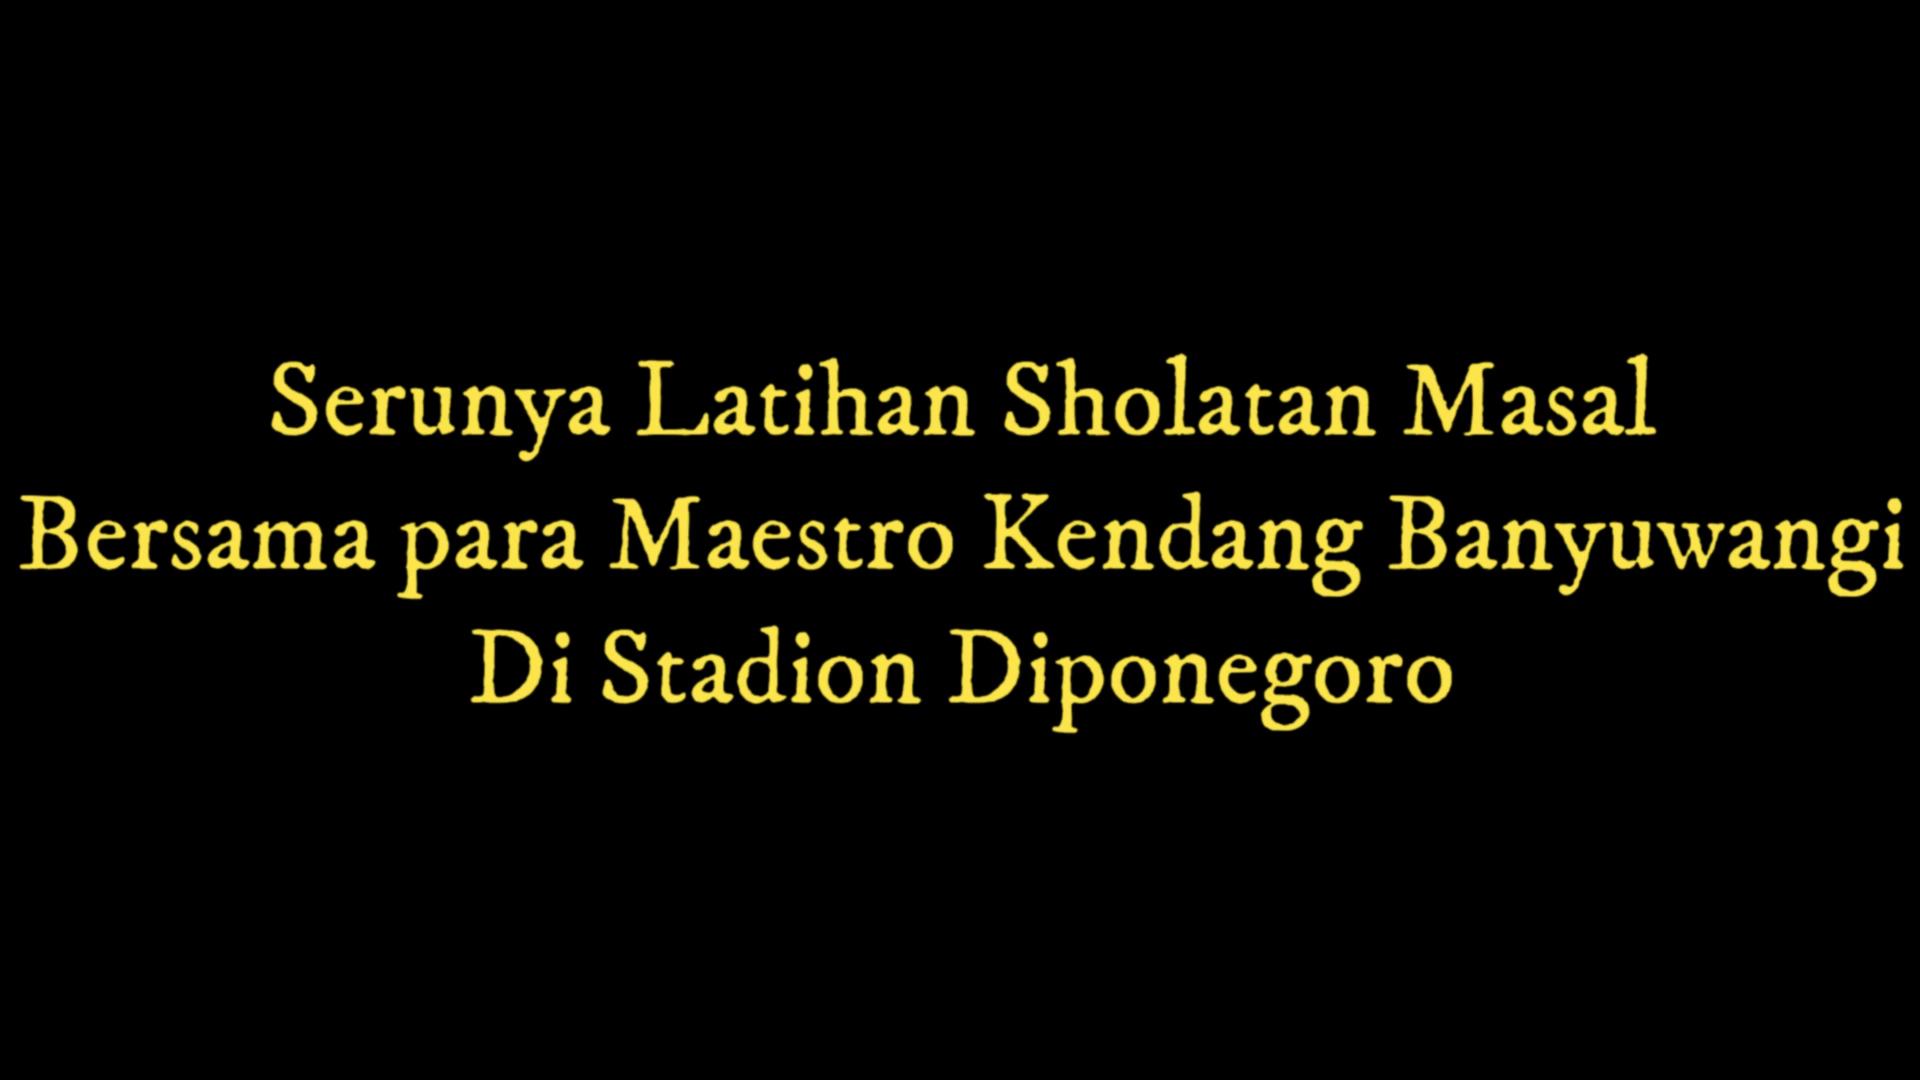 Serunya Latihan Sholatan Masal
Bersama para Maestro Kendang Banyuwangi
Di Stadion Diponegoro